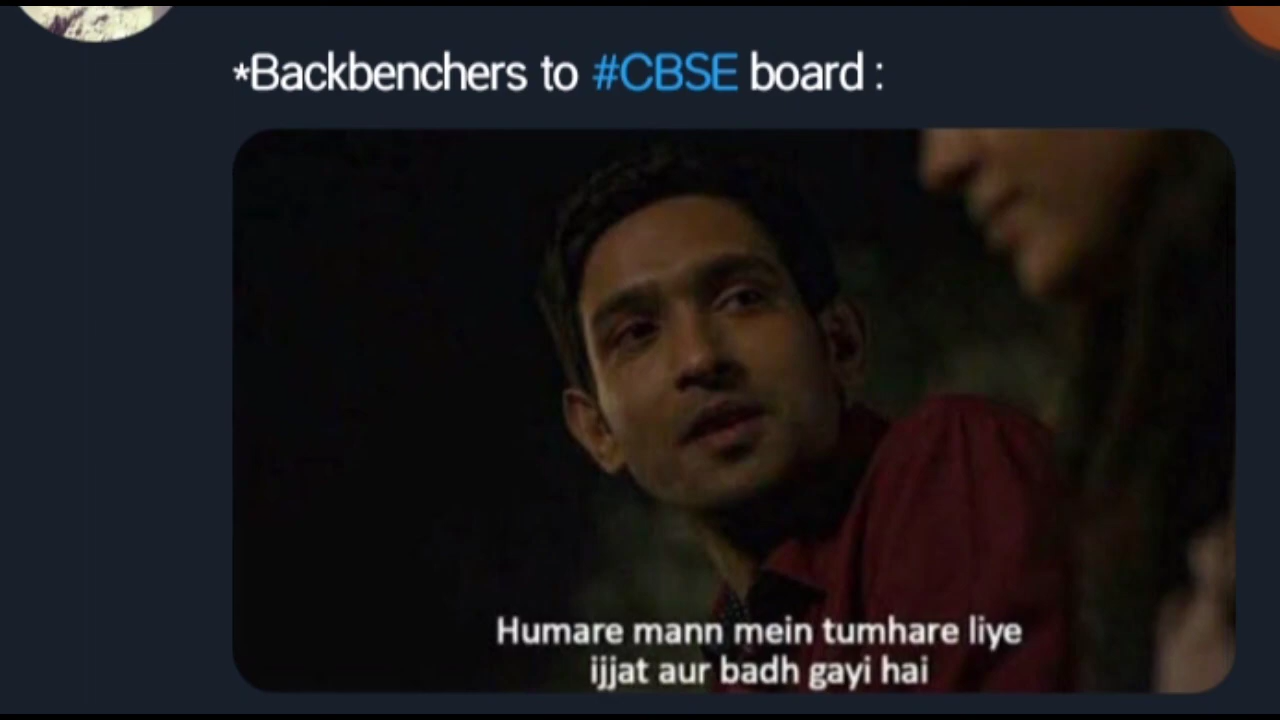 *Backbenchers to #CBSE board :
Humare mann mein tumhare liye
ijjat aur badh gayi hai